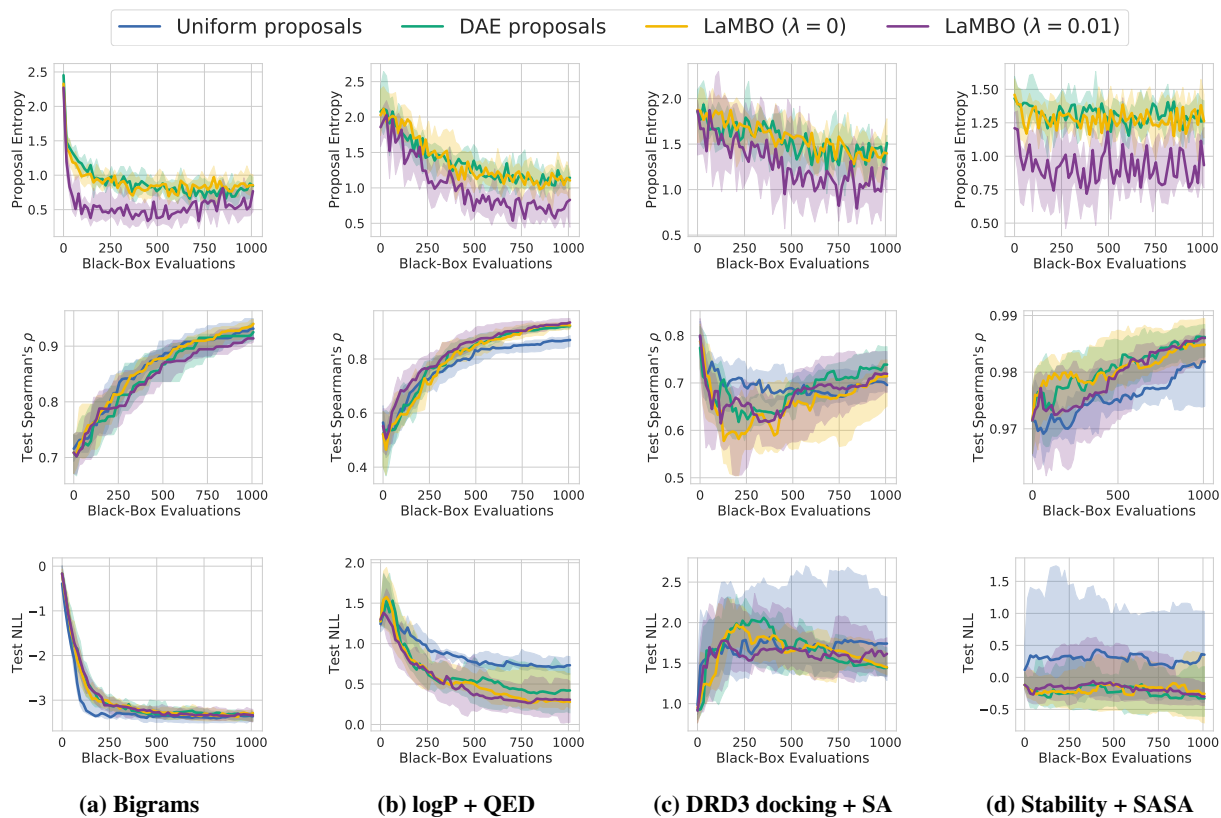 Uniform proposals DAE proposals LaMBO (λ = 0) LaMBO (λ = 0.01)
2.5 2.0 1.5 1.0 0.5
Proposal Entropy
0 250 500 750 1000
Black-Box Evaluations
2.5 2.0 1.5 1.0 0.5 0.0
Proposal Entropy
0 250 500 750 1000
Black-Box Evaluations
2.0 1.5 1.0 0.5
Proposal Entropy
0 250 500 750 1000
Black-Box Evaluations
1.50 1.25 1.00 0.75 0.50
Proposal Entropy
0 250 500 750 1000
Black-Box Evaluations
0.9 0.8 0.7
Test Spearman's ρ
0 250 500 750 1000
Black-Box Evaluations
0.8 0.6 0.4
Test Spearman's ρ
0 250 500 750 1000
Black-Box Evaluations
0.8 0.7 0.6 0.5
Test Spearman's ρ
0 250 500 750 1000
Black-Box Evaluations
0.99 0.98 0.97
Test Spearman's ρ
0 500 1000
Black-Box Evaluations
0 −1 −2 −3
Test NLL
0 250 500 750 1000
Black-Box Evaluations
2.0 1.5 1.0 0.5 0.0
Test NLL
0 250 500 750 1000
Black-Box Evaluations
2.5 2.0 1.5 1.0
Test NLL
0 250 500 750 1000
Black-Box Evaluations
1.5 1.0 0.5 0.0 −0.5
Test NLL
0 250 500 750 1000
Black-Box Evaluations
(a) Bigrams
(b) logP + QED
(c) DRD3 docking + SA
(d) Stability + SASA